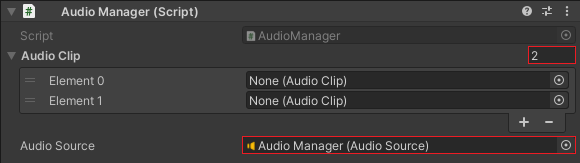 Audio Manager (Script)
Script AudioManager
Audio Clip 2
Element 0 None (Audio Clip)
Element 1 None (Audio Clip)
Audio Source Audio Manager (Audio Source)